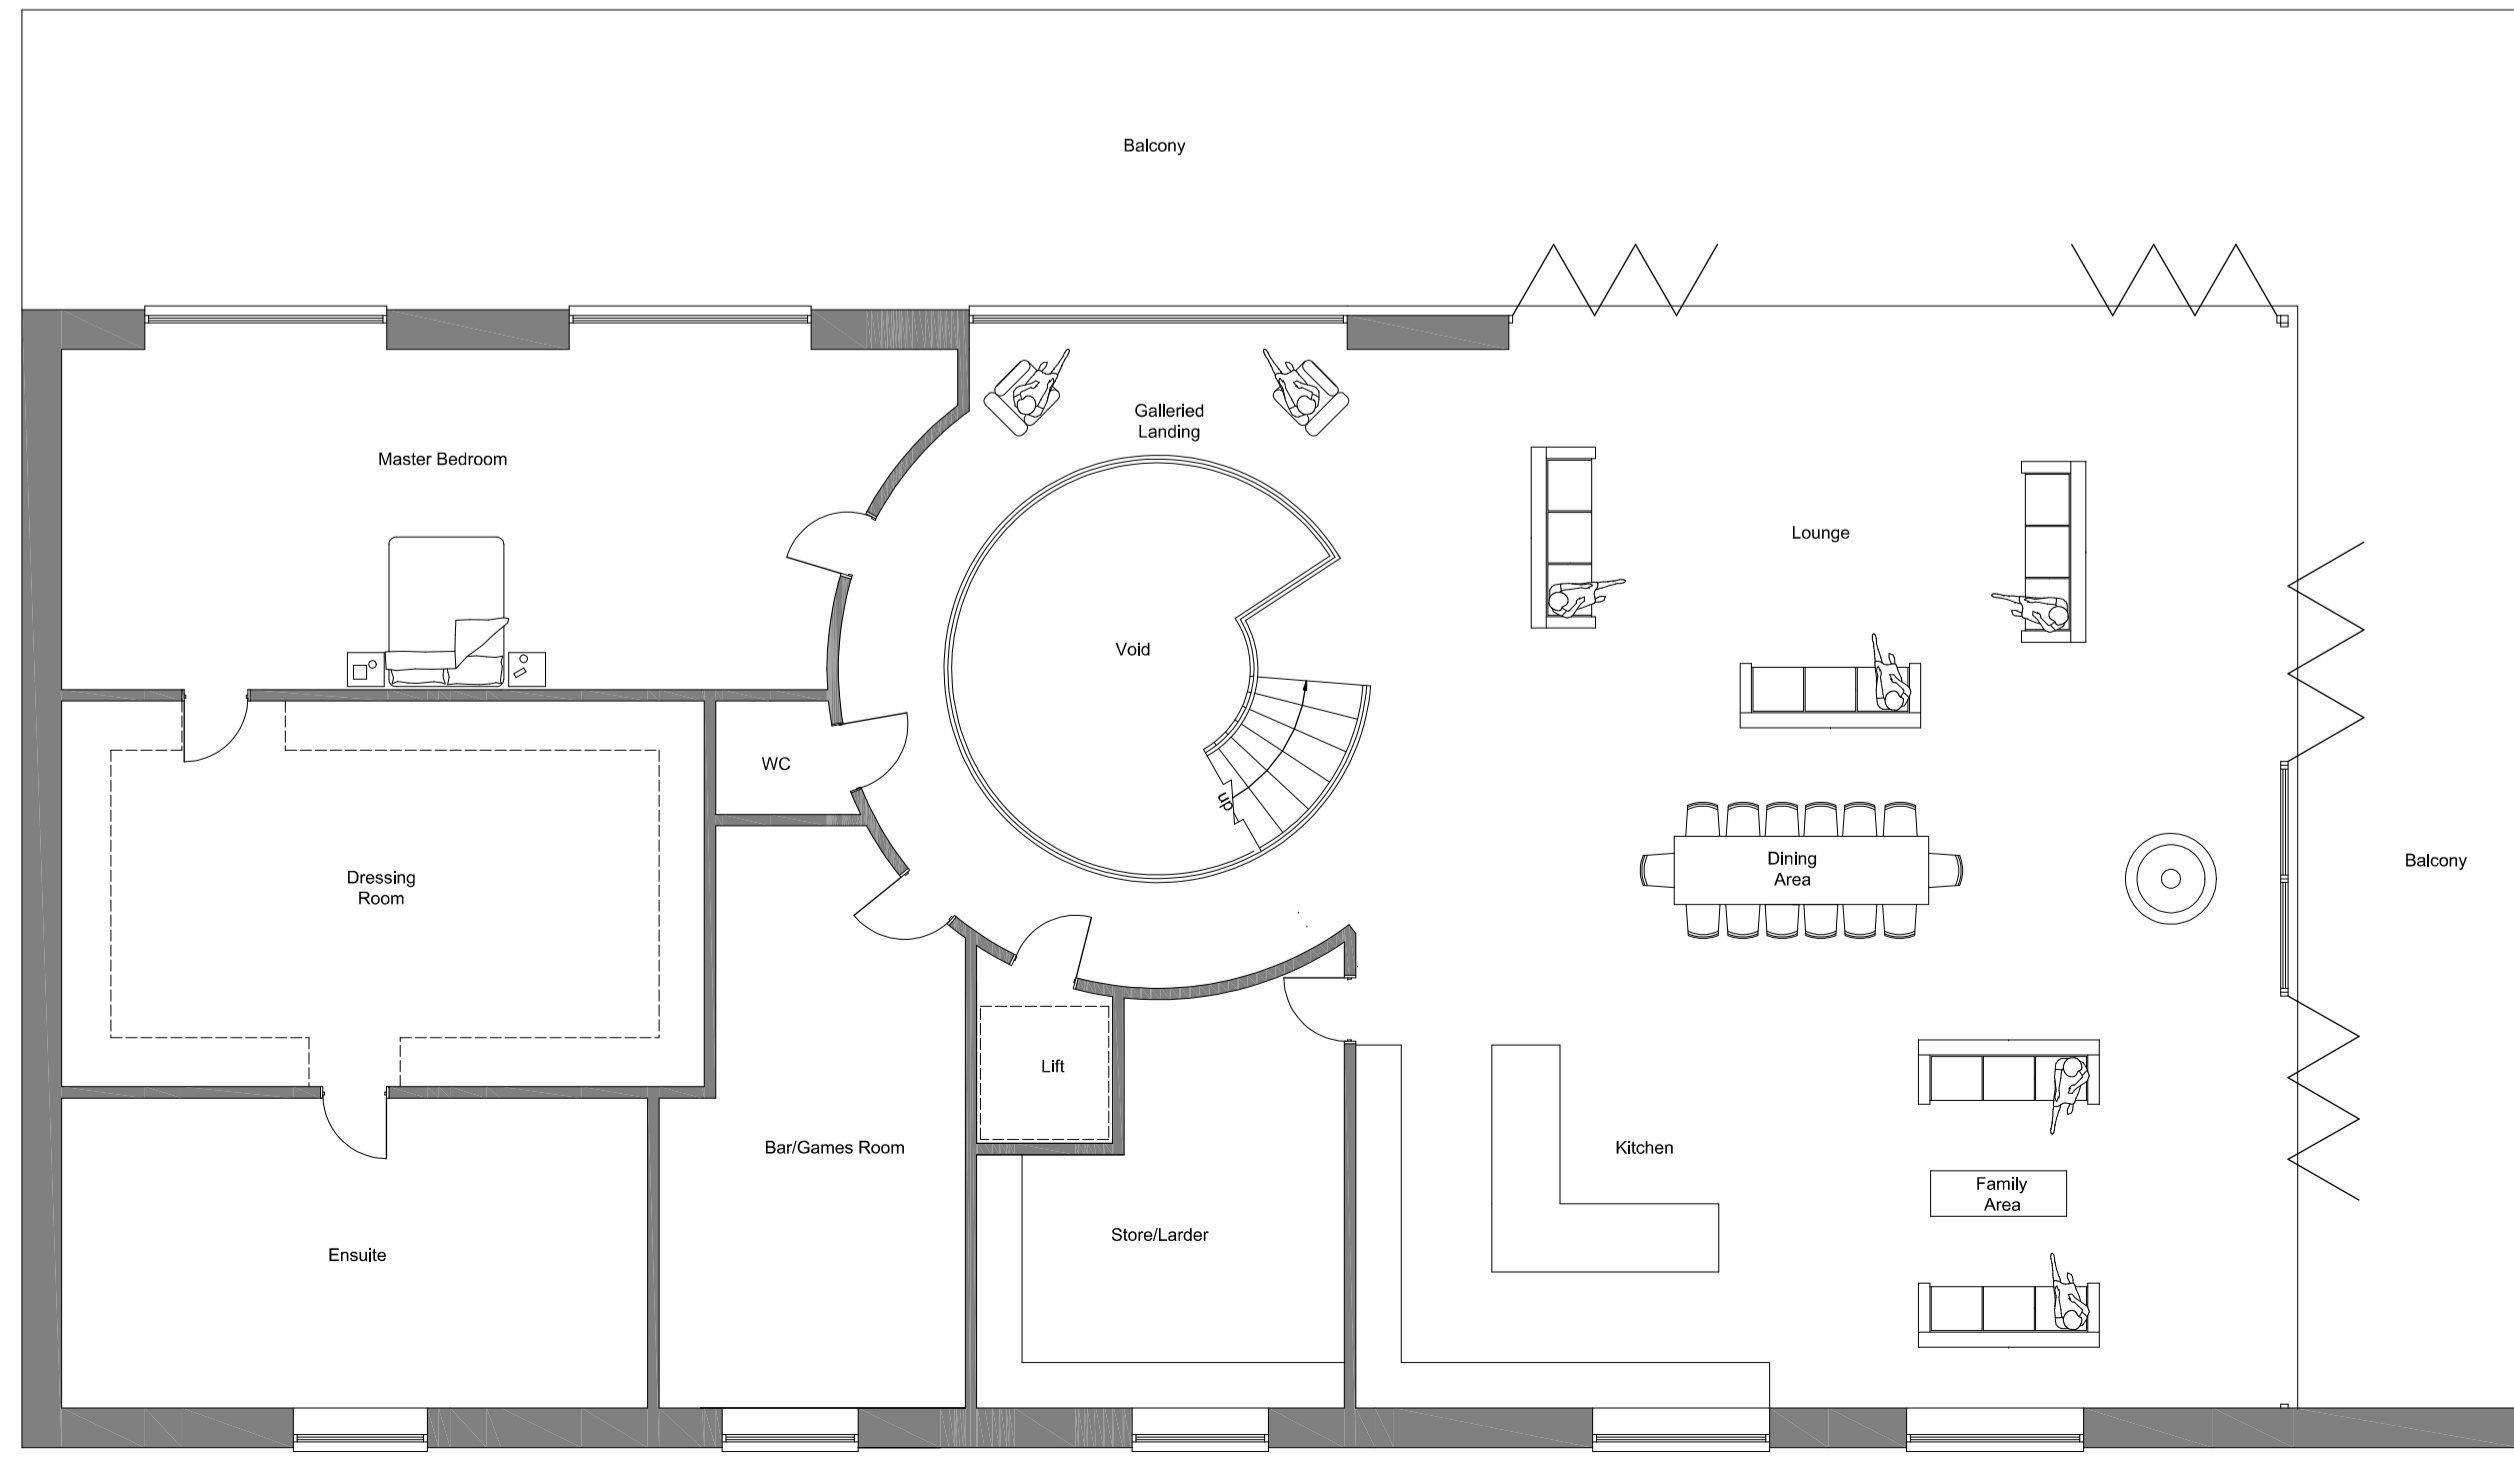 Balcony
Galleried
Landing
Master Bedroom
Lounge
Void
WC
up
Dining
Area
Balcony
Dressing
Room
Lift
Bar/Games Room
Kitchen
Family
Area
Store/Larder
Ensuite